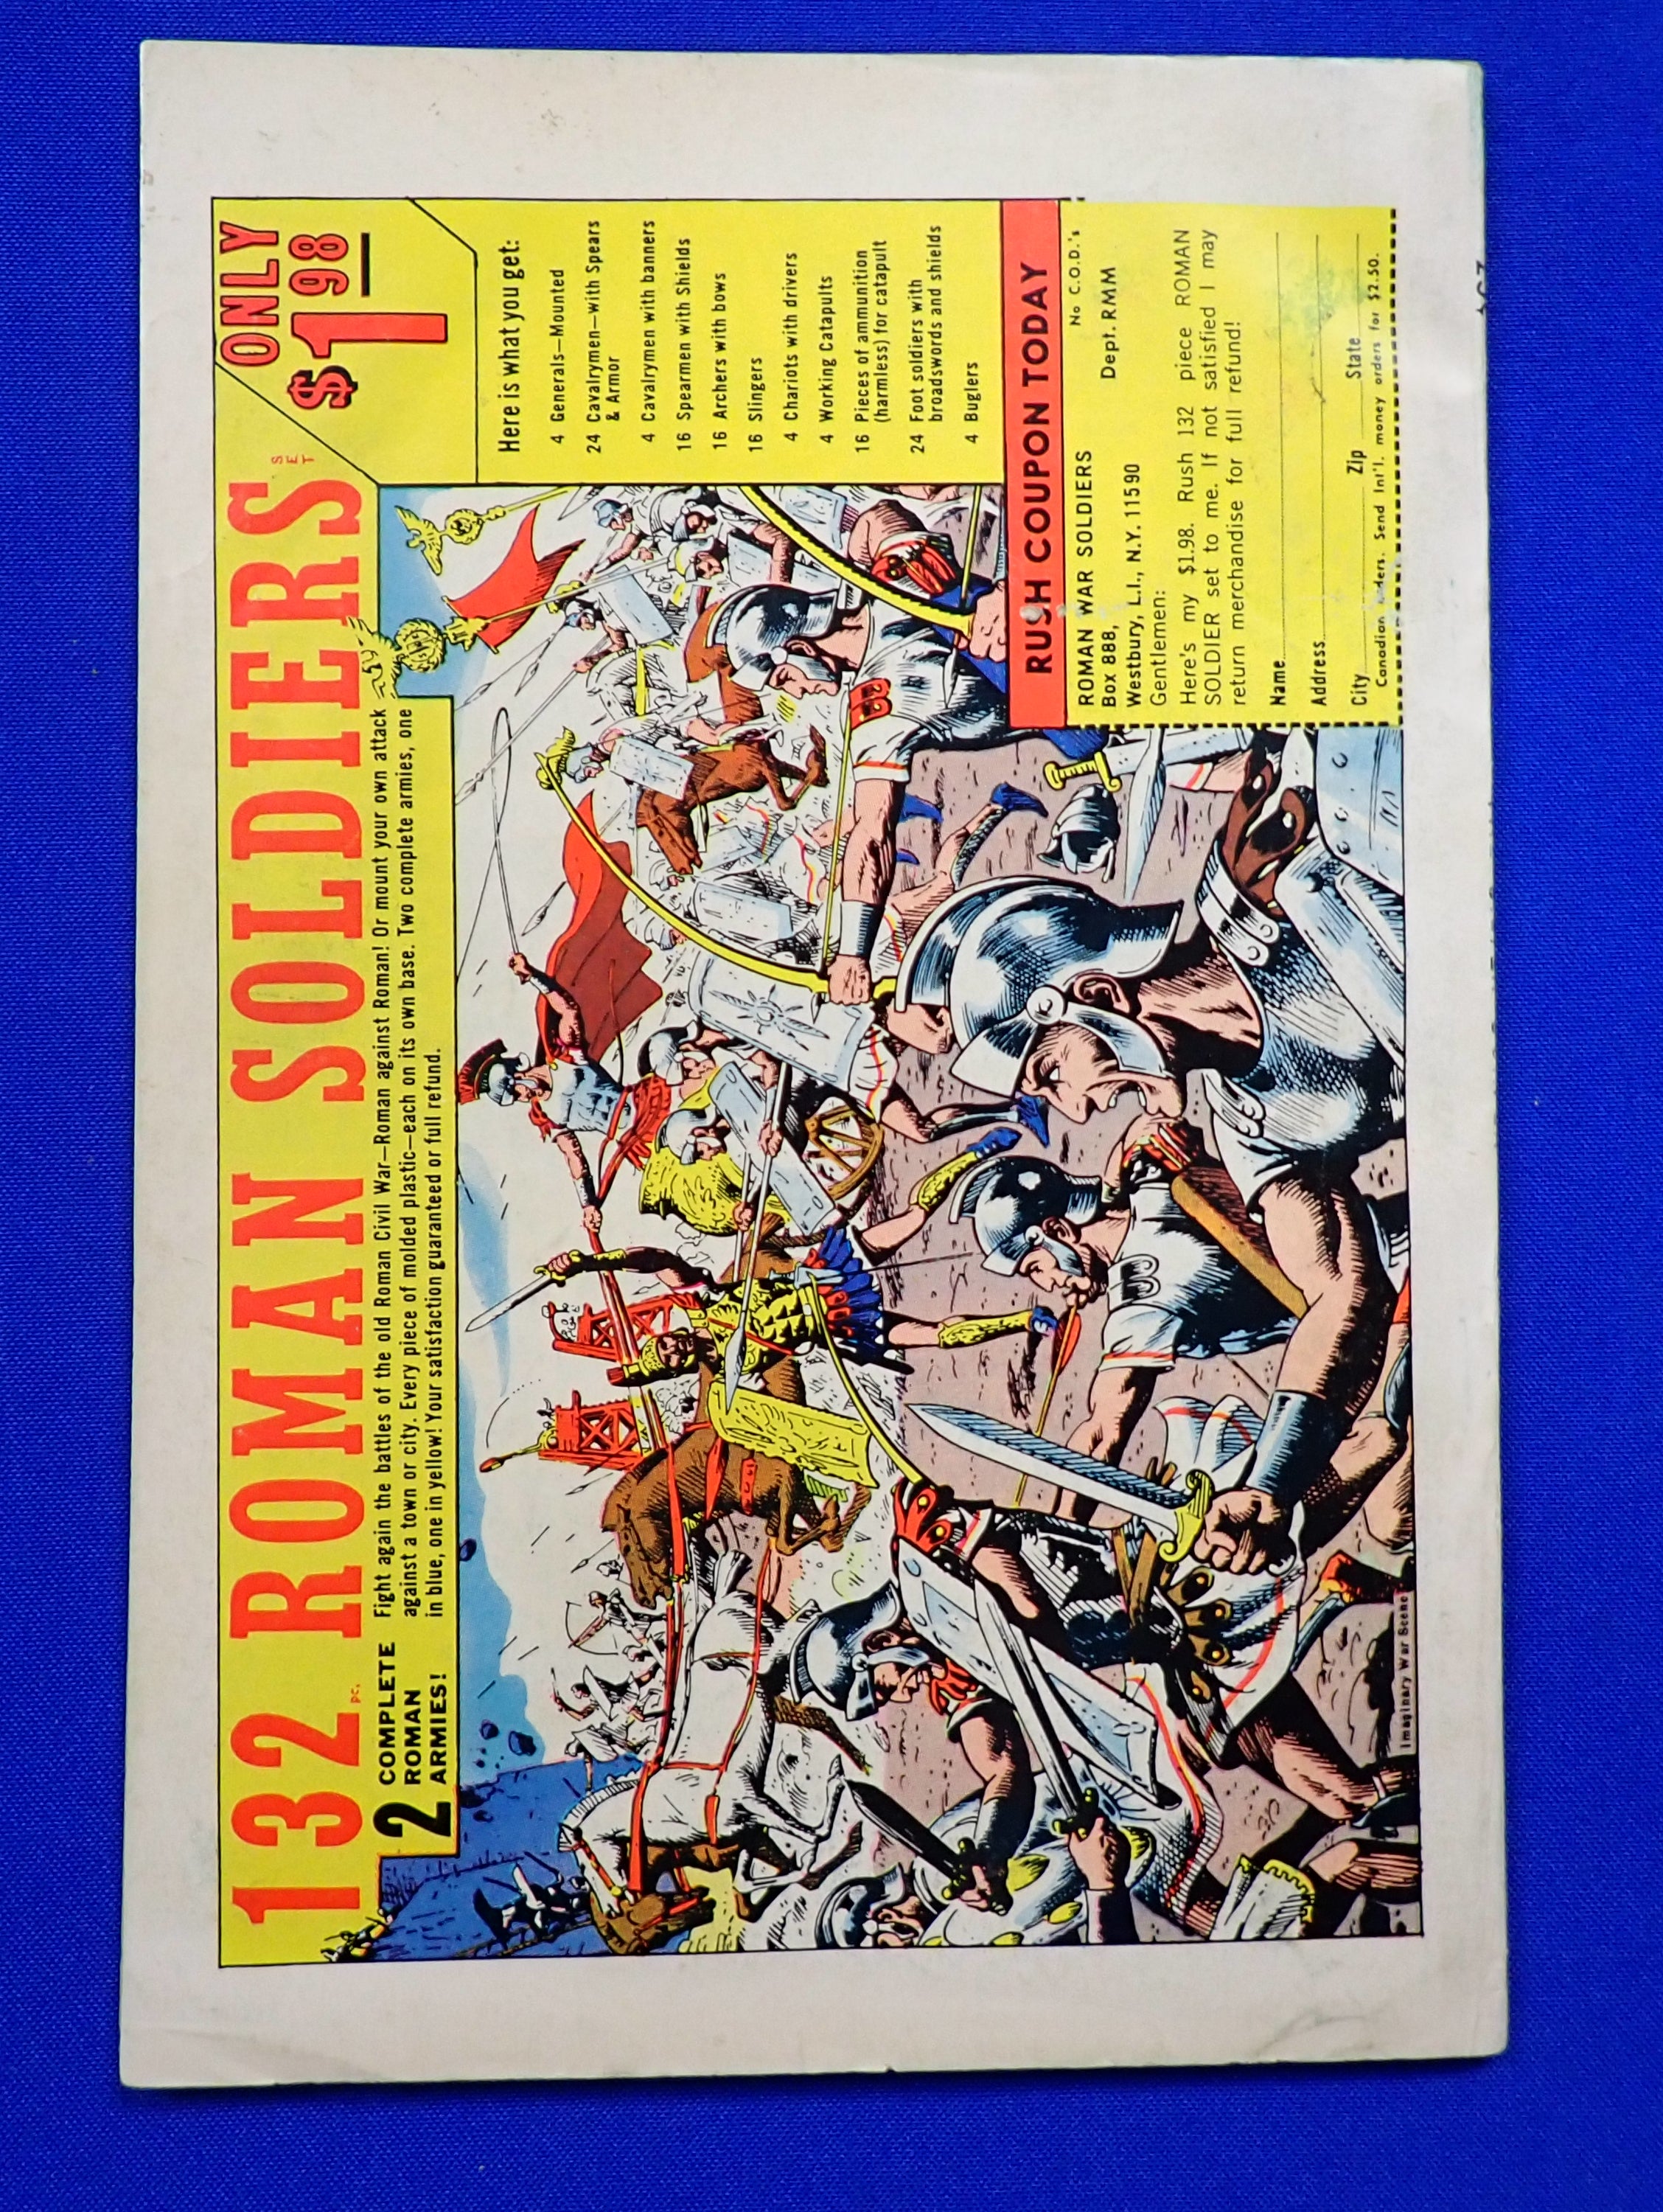 132 PC. ROMAN SOLDIERS SET
ONLY
$1.98
2 COMPLETE
ROMAN
ARMIES!
Fight again the battles of the old Roman Civil War—Roman against Roman! Or mount your own attack
against a town or city. Every piece of molded plastic—each on its own base. Two complete armies, one
in blue, one in yellow! Your satisfaction guaranteed or full refund.
Here is what you get:
4 Generals—Mounted
24 Cavalrymen—with Spears
& Armor
4 Cavalrymen with banners
16 Spearmen with Shields
16 Archers with bows
16 Slingers
4 Chariots with drivers
4 Working Catapults
16 Pieces of ammunition
(harmless) for catapult
24 Foot soldiers with
broadswords and shields
4 Buglers
RUSH COUPON TODAY
No C.O.D.'s
ROMAN WAR SOLDIERS
Box 888, Dept. RMM
Westbury, L.I., N.Y. 11590
Gentlemen:
Here's my $1.98. Rush 132 piece ROMAN
SOLDIER set to me. If not satisfied I may
return merchandise for full refund!
Name
Address
City Zip State
Canadian orders. Send Int'l. money orders for $2.50.
Imaginary War Scene